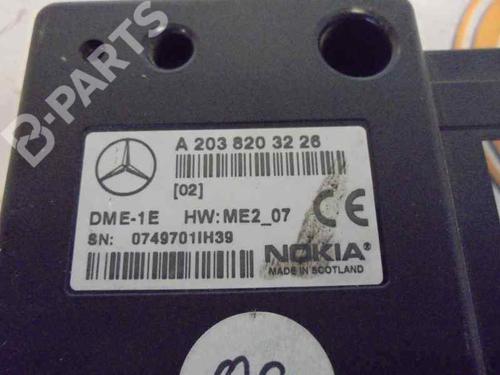 B-PARTS
A 203 820 32 26
[02]
DME-1E HW: ME2_07
CE
SN: 0749701IH39
NOKIA®
MADE IN SCOTLAND